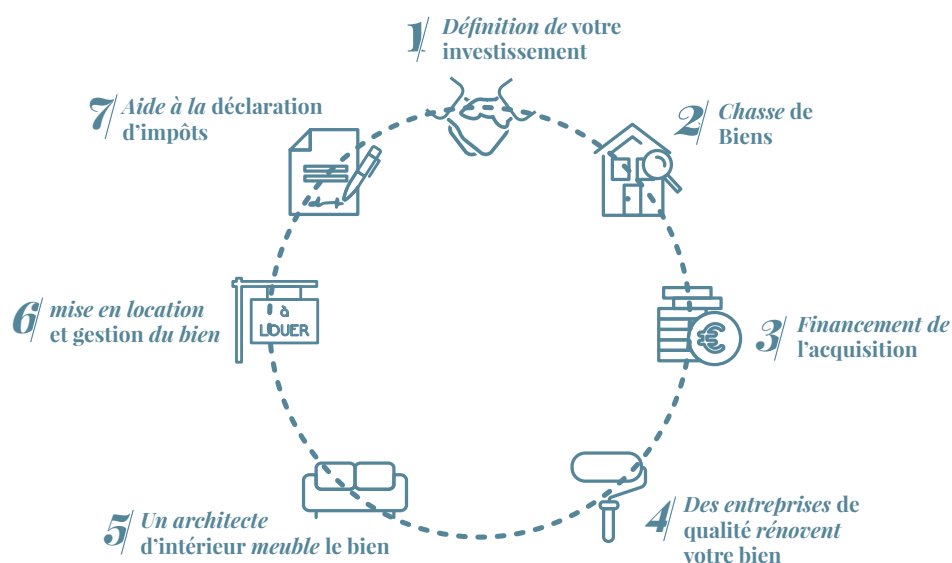 1/ Définition de votre
investissement
2/ Chasse de
Biens
3/ Financement de
l'acquisition
4/ Des entreprises de
qualité rénovent
votre bien
5/ Un architecte
d'intérieur meuble le bien
6/ mise en location
et gestion du bien
à
LOUER
7/ Aide à la déclaration
d'impôts